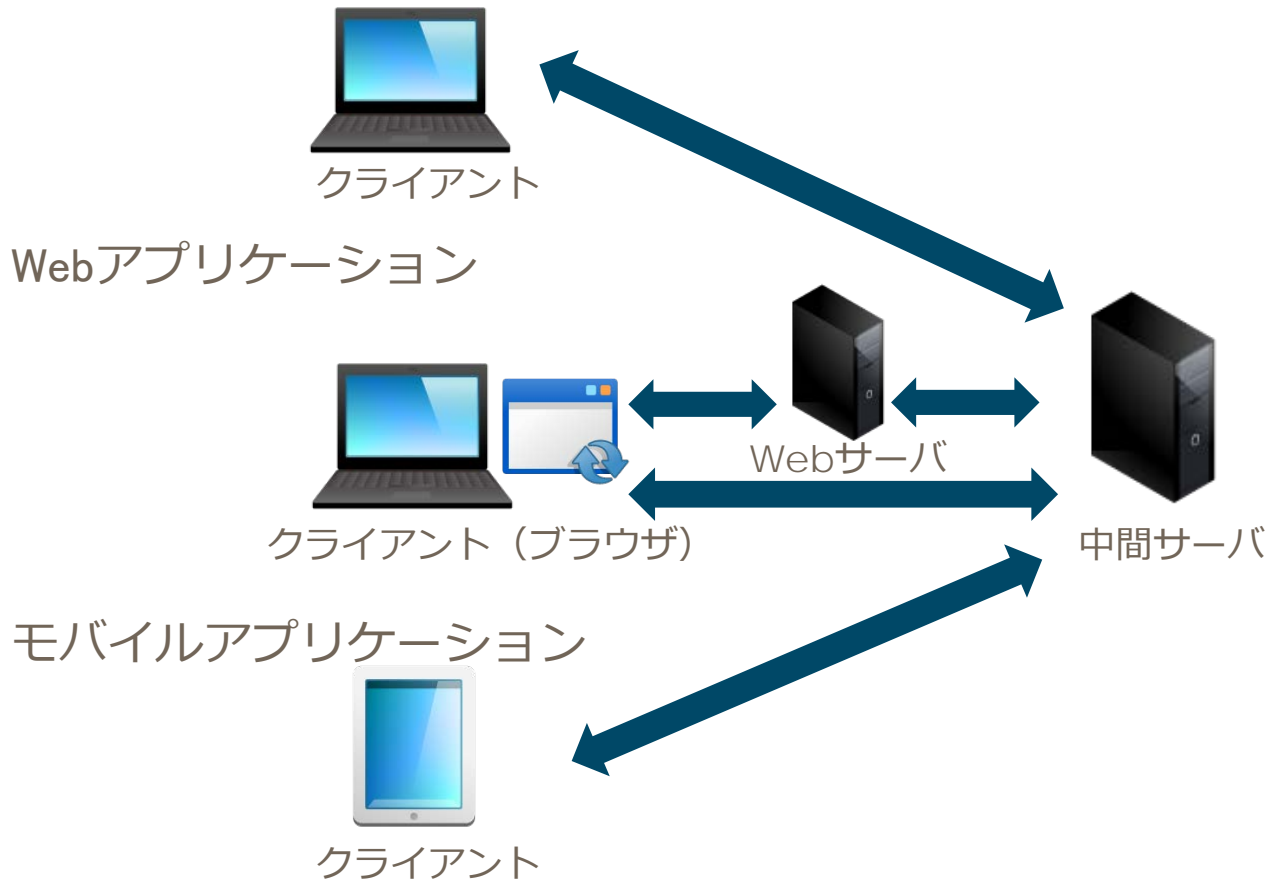 クライアント
Webアプリケーション
Webサーバ
クライアント（ブラウザ）
中間サーバ
モバイルアプリケーション
クライアント